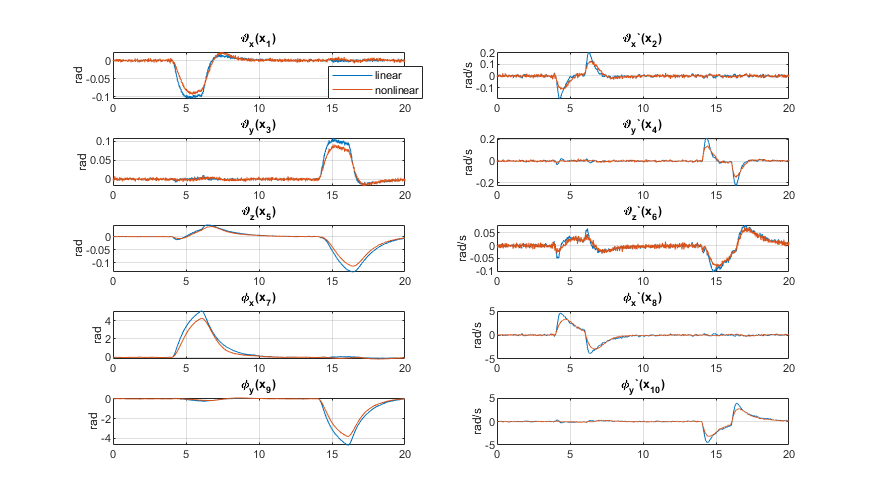 ϑx(x1)
0
-0.05
-0.1
rad
0 5 10 15 20
linear
nonlinear
ϑx`(x2)
0.2
0.1
0
-0.1
rad/s
0 5 10 15 20
ϑy(x3)
0.1
0.05
0
rad
0 5 10 15 20
ϑy`(x4)
0.2
0
-0.2
rad/s
0 5 10 15 20
ϑz(x5)
0
-0.05
-0.1
rad
0 5 10 15 20
ϑz`(x6)
0.05
0
-0.05
-0.1
rad/s
0 5 10 15 20
ϕx(x7)
4
2
0
rad
0 5 10 15 20
ϕx`(x8)
5
0
-5
rad/s
0 5 10 15 20
ϕy(x9)
0
-2
-4
rad
0 5 10 15 20
ϕy`(x10)
5
0
-5
rad/s
0 5 10 15 20